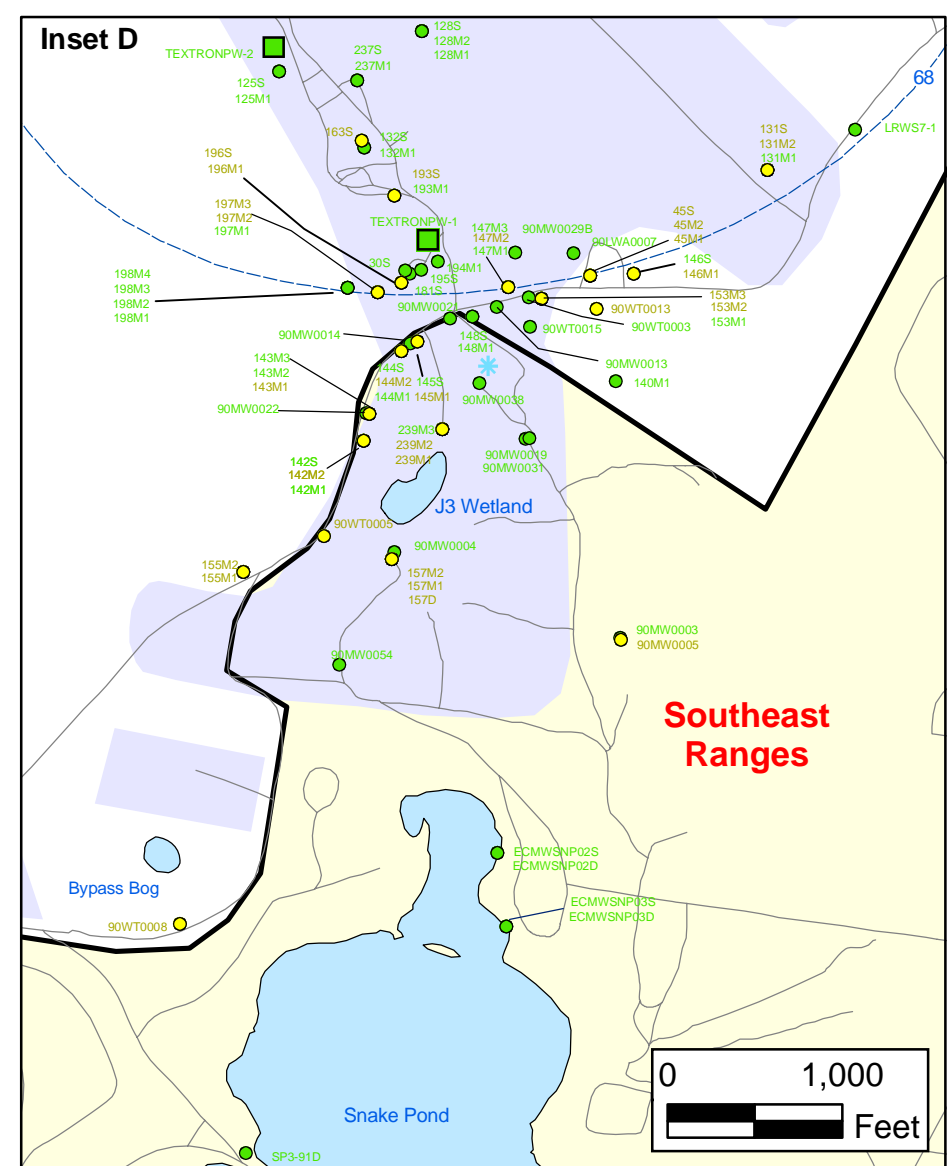 Inset D
128S
128M2
128M1
237S
237M1
TEXTRONPW-2
125S
125M1
68
LRWS7-1
163S
132S
132M1
131S
131M2
131M1
196S
196M1
193S
193M1
197M3
197M2
197M1
TEXTRONPW-1
147M3
147M2
147M1
90MW0029B
90LWA0007
45S
45M2
45M1
146S
146M1
198M4
198M3
198M2
198M1
30S
194M1
195S
181S
90MW0021
90WT0013
153M3
153M2
153M1
90WT0003
90WT0015
90MW0014
148S
148M1
90MW0013
140M1
143M3
143M2
143M1
144S
144M2
144M1
145S
145M1
90MW0038
90MW0022
239M3
239M2
239M1
90MW0019
90MW0031
142S
142M2
142M1
J3 Wetland
90WT0005
90MW0004
155M2
155M1
157M2
157M1
157D
90MW0003
90MW0005
90MW0054
Southeast
Ranges
ECMWSNP02S
ECMWSNP02D
Bypass Bog
ECMWSNP03S
ECMWSNP03D
90WT0008
0 1,000
Feet
Snake Pond
SP3-91D